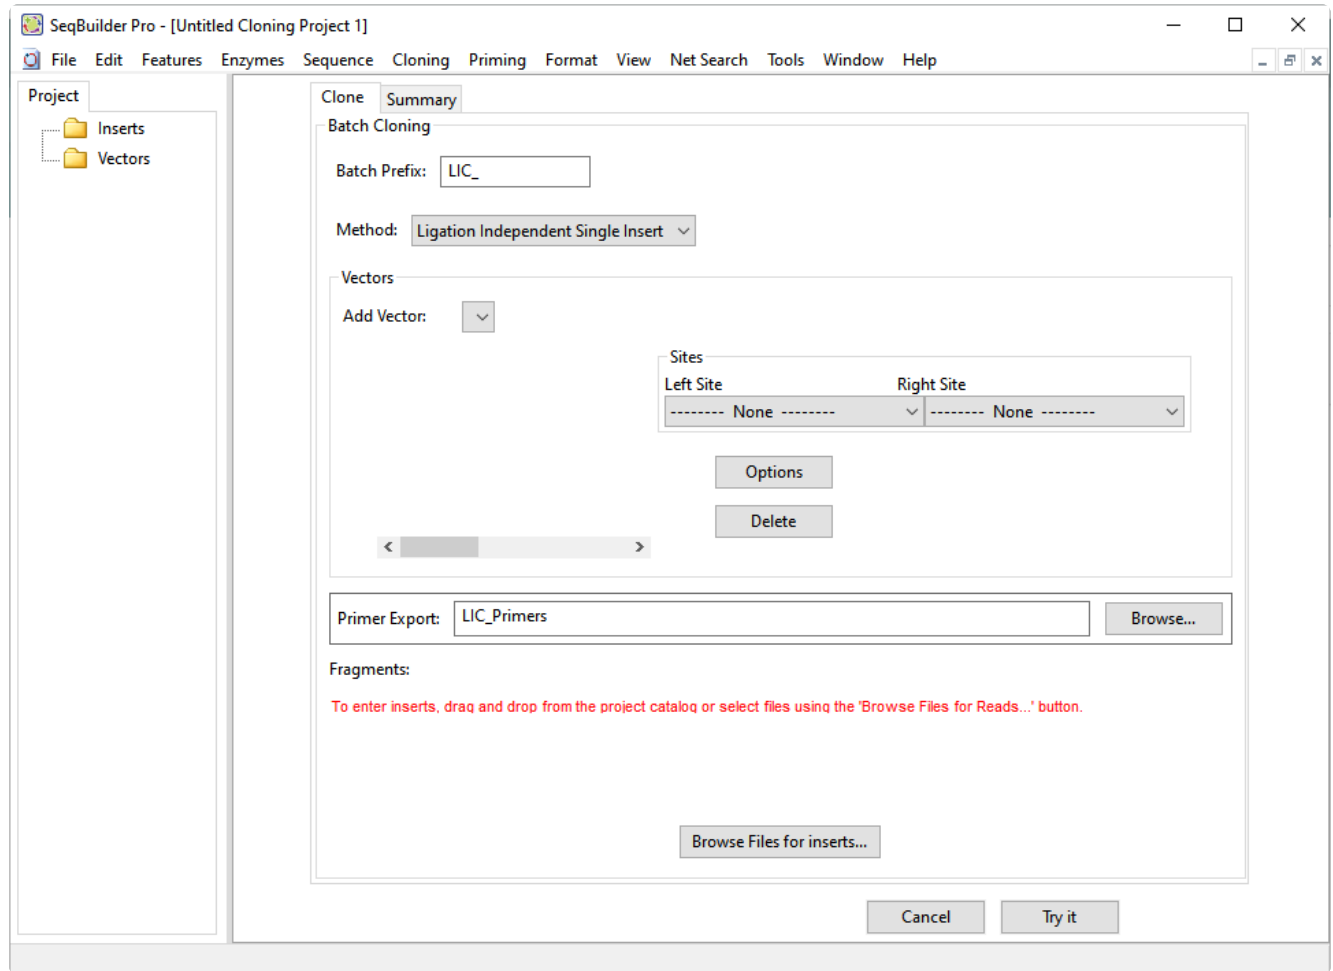 SeqBuilder Pro - [Untitled Cloning Project 1]
File Edit Features Enzymes Sequence Cloning Priming Format View Net Search Tools Window Help
Project
Inserts
Vectors
Clone Summary
Batch Cloning
Batch Prefix: LIC_
Method: Ligation Independent Single Insert
Vectors
Add Vector:
Sites
Left Site Right Site
-------- None -------- -------- None --------
Options
Delete
Primer Export: LIC_Primers Browse...
Fragments:
To enter inserts, drag and drop from the project catalog or select files using the 'Browse Files for Reads...' button.
Browse Files for inserts...
Cancel Try it